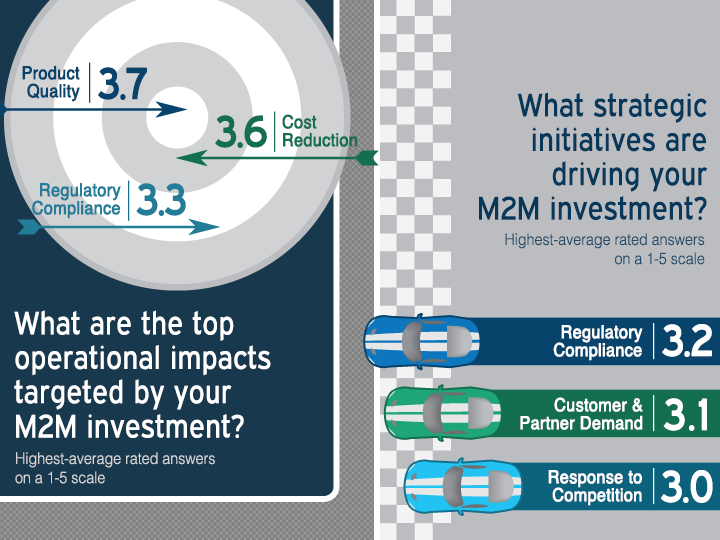 Product
Quality
3.7
3.6
Cost
Reduction
Regulatory
Compliance
3.3
What are the top
operational impacts
targeted by your
M2M investment?
Highest-average rated answers
on a 1-5 scale
What strategic
initiatives are
driving your
M2M investment?
Highest-average rated answers
on a 1-5 scale
Regulatory
Compliance
3.2
Customer &
Partner Demand
3.1
Response to
Competition
3.0